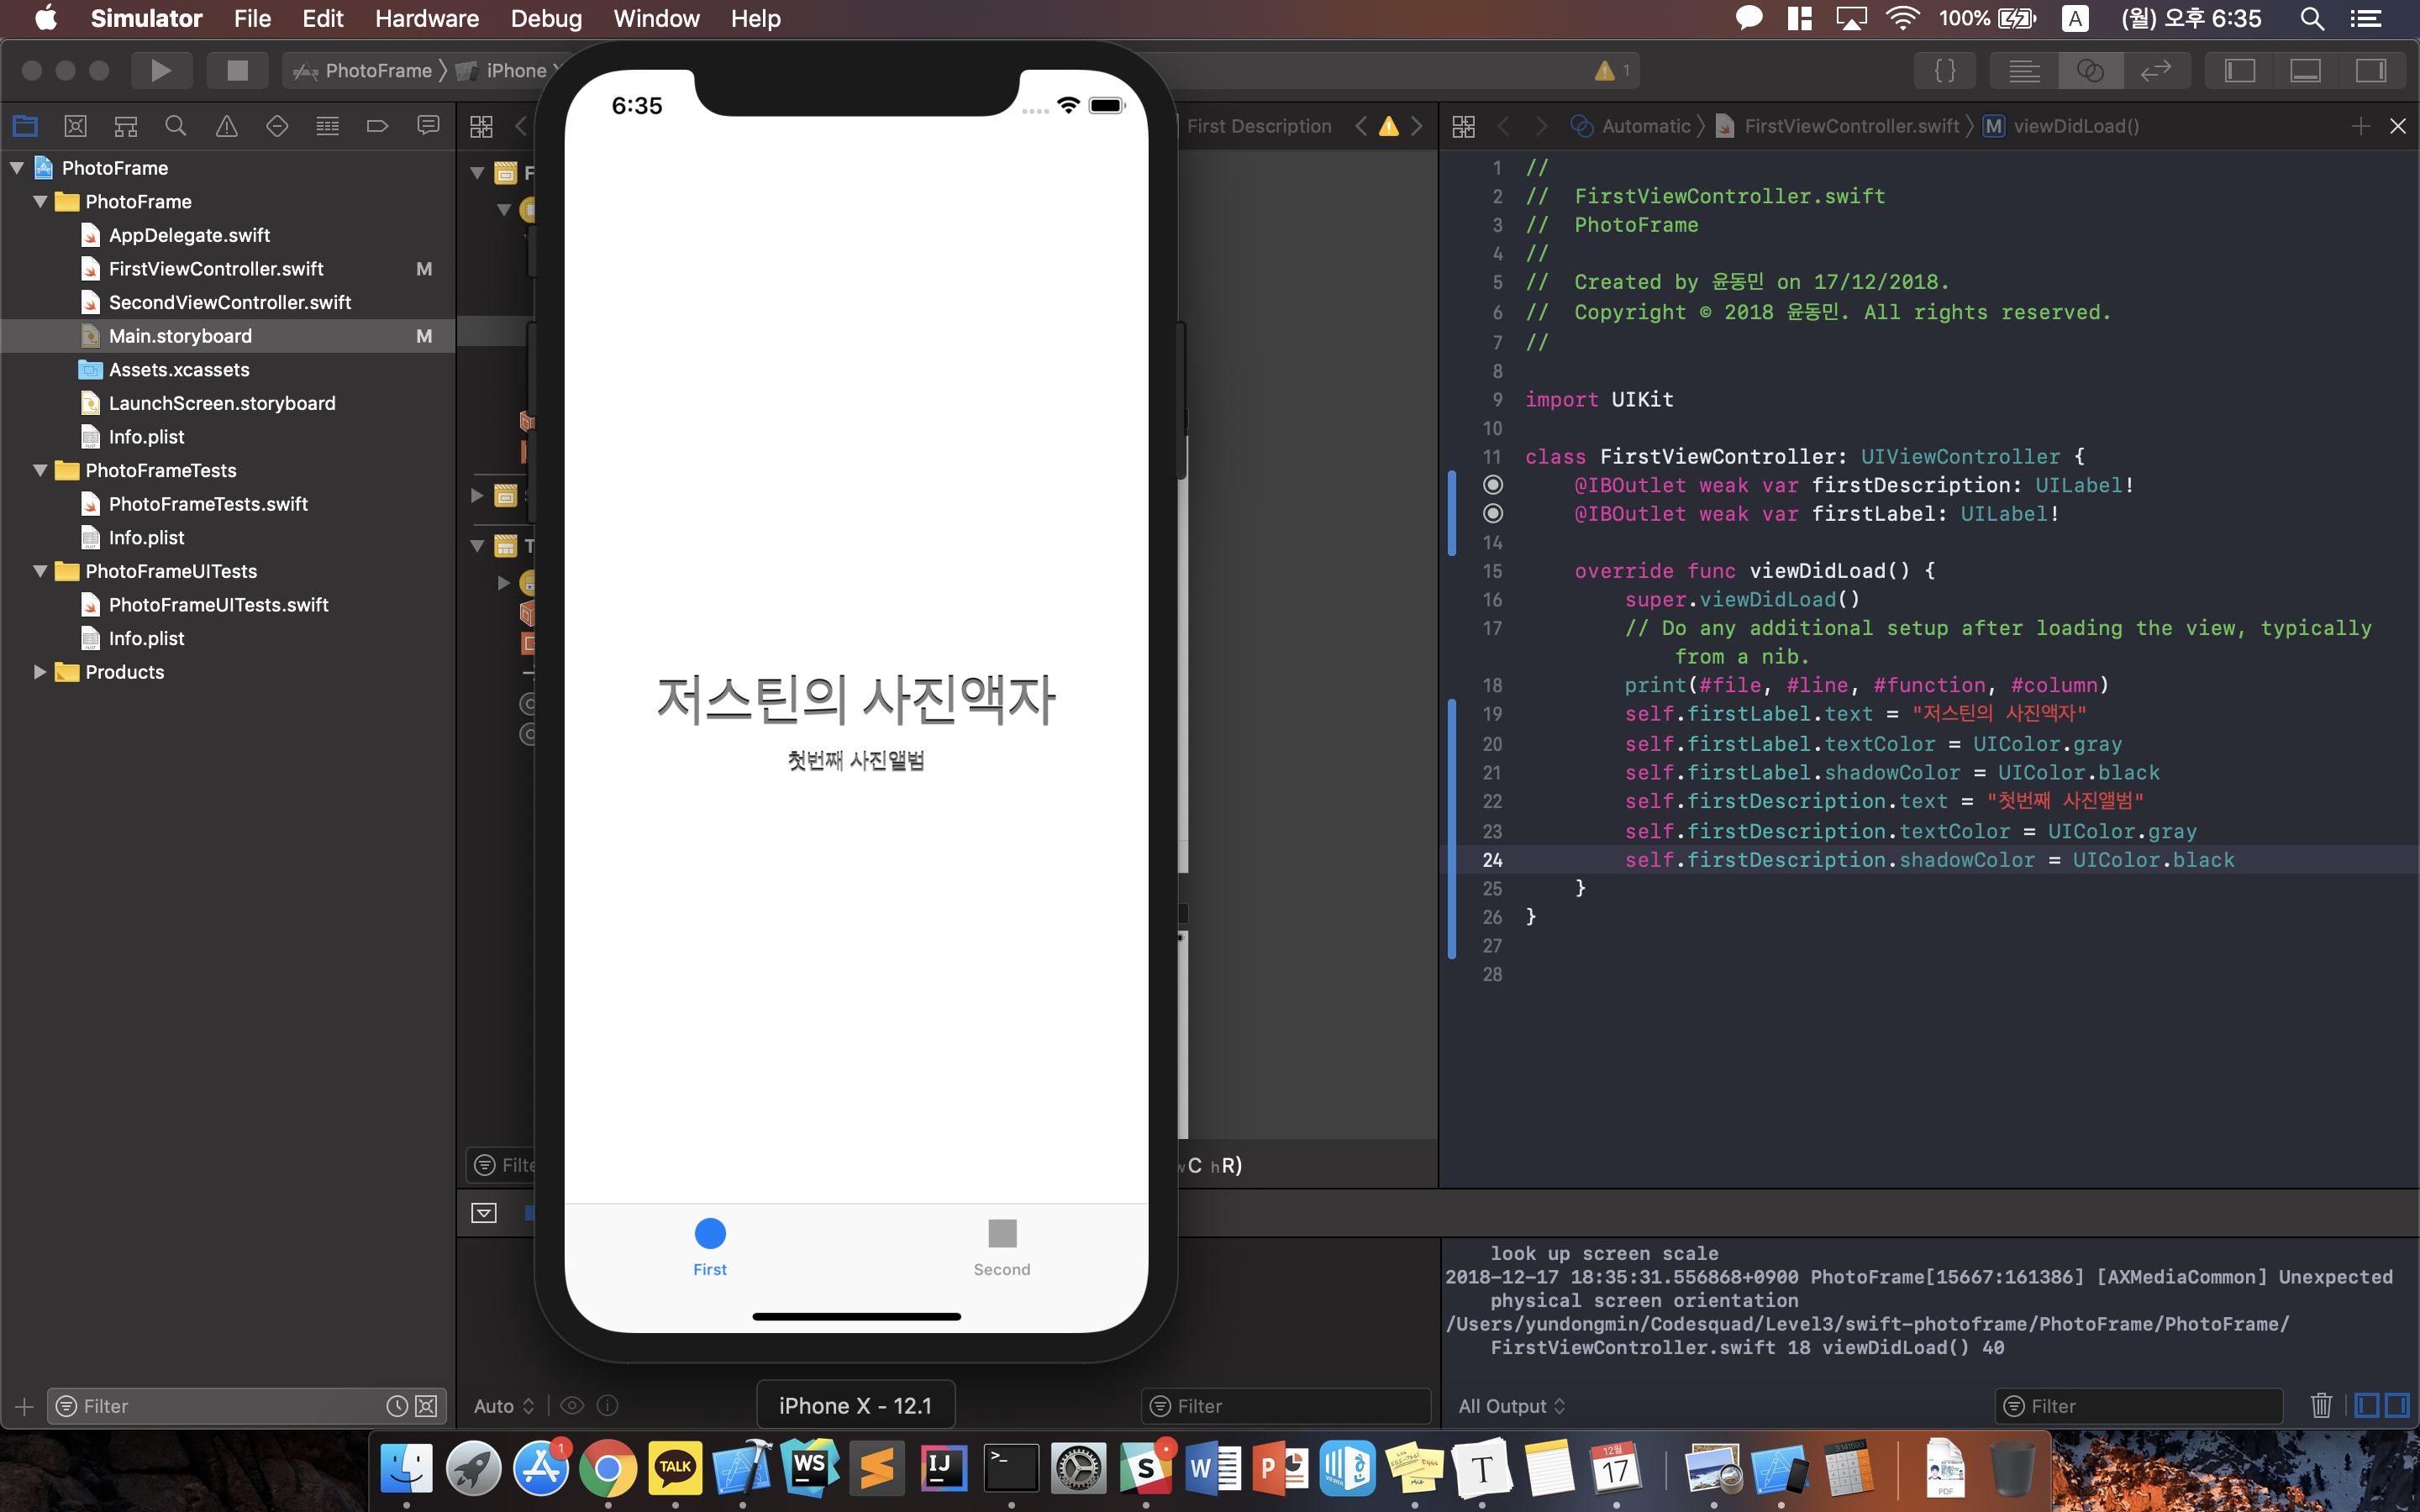 Simulator File Edit Hardware Debug Window Help 100% A (월) 오후 6:35
PhotoFrame iPhone 1 { }
First Description Automatic FirstViewController.swift M viewDidLoad()
PhotoFrame
PhotoFrame
AppDelegate.swift
FirstViewController.swift M
SecondViewController.swift
Main.storyboard M
Assets.xcassets
LaunchScreen.storyboard
Info.plist
PhotoFrameTests
PhotoFrameTests.swift
Info.plist
PhotoFrameUITests
PhotoFrameUITests.swift
Info.plist
Products
Filter
6:35
저스틴의 사진액자
첫번째 사진앨범
First Second
C hR)
Auto
iPhone X - 12.1
Filter
1 //
2 //  FirstViewController.swift
3 //  PhotoFrame
4 //
5 //  Created by 윤동민 on 17/12/2018.
6 //  Copyright © 2018 윤동민. All rights reserved.
7 //
8
9 import UIKit
10
11 class FirstViewController: UIViewController {
@IBOutlet weak var firstDescription: UILabel!
@IBOutlet weak var firstLabel: UILabel!
14
15 override func viewDidLoad() {
16 super.viewDidLoad()
17 // Do any additional setup after loading the view, typically
from a nib.
18 print(#file, #line, #function, #column)
19 self.firstLabel.text = "저스틴의 사진액자"
20 self.firstLabel.textColor = UIColor.gray
21 self.firstLabel.shadowColor = UIColor.black
22 self.firstDescription.text = "첫번째 사진앨범"
23 self.firstDescription.textColor = UIColor.gray
24 self.firstDescription.shadowColor = UIColor.black
25 }
26 }
27
28
look up screen scale
2018-12-17 18:35:31.556868+0900 PhotoFrame[15667:161386] [AXMediaCommon] Unexpected
physical screen orientation
/Users/yundongmin/Codesquad/Level3/swift-photoframe/PhotoFrame/PhotoFrame/
FirstViewController.swift 18 viewDidLoad() 40
All Output Filter
1 TALK WS IJ >_ S W P T 12월 17 PDF